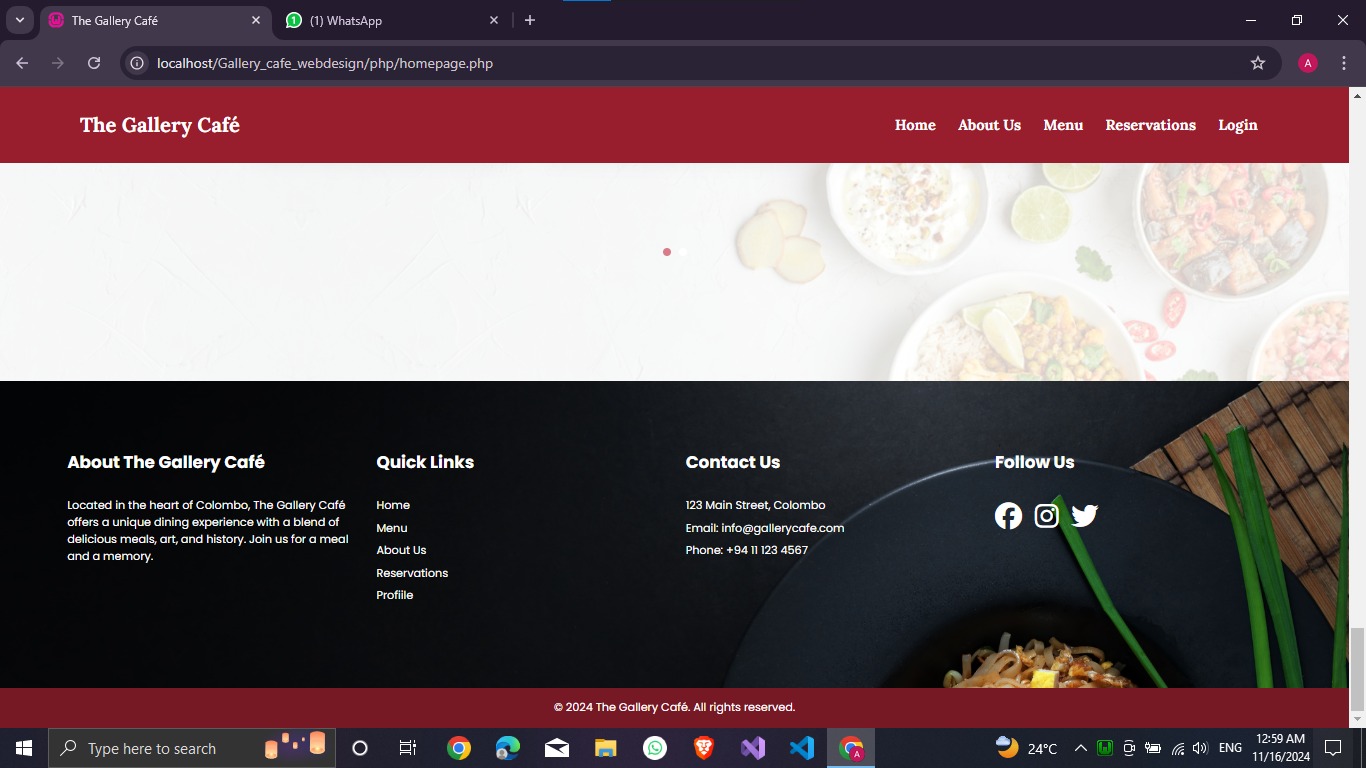 The Gallery Café
(1) WhatsApp
localhost/Gallery_cafe_webdesign/php/homepage.php
A
The Gallery Café
Home About Us Menu Reservations Login
About The Gallery Café
Located in the heart of Colombo, The Gallery Café
offers a unique dining experience with a blend of
delicious meals, art, and history. Join us for a meal
and a memory.
Quick Links
Home
Menu
About Us
Reservations
Profiile
Contact Us
123 Main Street, Colombo
Email: info@gallerycafe.com
Phone: +94 11 123 4567
Follow Us
© 2024 The Gallery Café. All rights reserved.
Type here to search
A
24°C
ENG
12:59 AM
11/16/2024